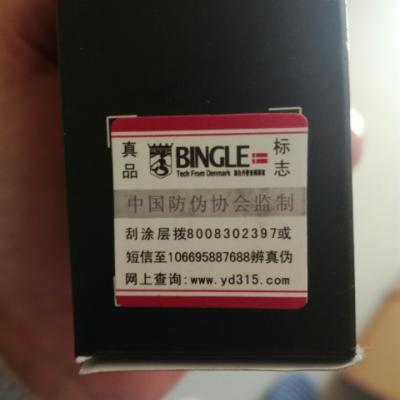 真品 BINGLE 标志
Tech From Denmark
中国防伪协会监制
刮涂层拨8008302397或
短信至106695887688辨真伪
网上查询:www.yd315.com